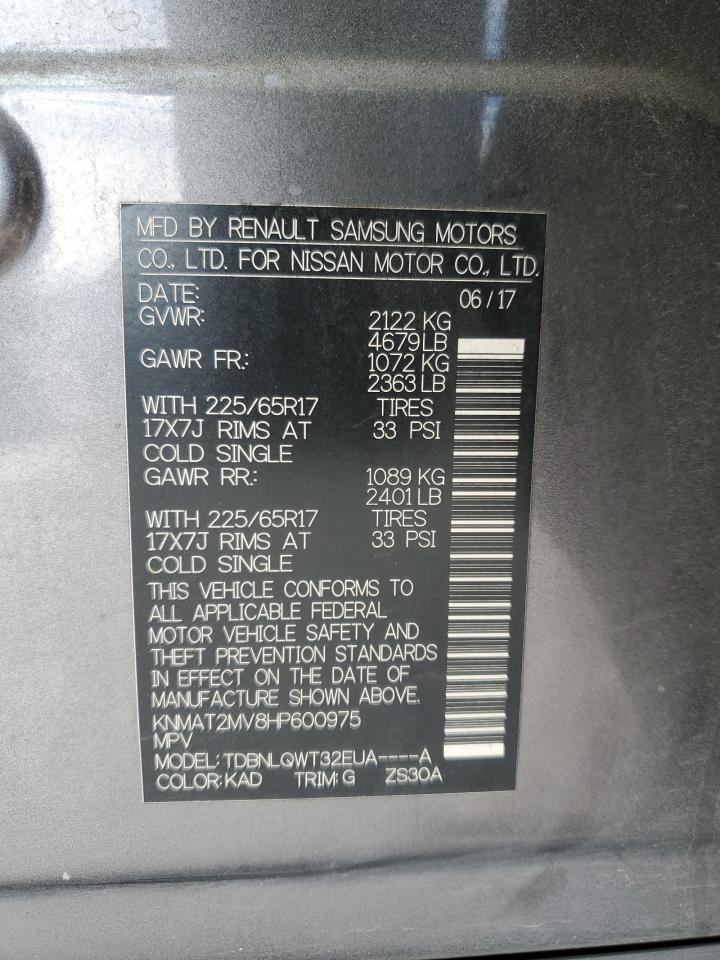 MFD BY RENAULT SAMSUNG MOTORS
CO., LTD. FOR NISSAN MOTOR CO., LTD.
DATE: 06/17
GVWR: 2122 KG
4679 LB
GAWR FR.: 1072 KG
2363 LB
WITH 225/65R17 TIRES
17X7J RIMS AT 33 PSI
COLD SINGLE
GAWR RR.: 1089 KG
2401 LB
WITH 225/65R17 TIRES
17X7J RIMS AT 33 PSI
COLD SINGLE
THIS VEHICLE CONFORMS TO
ALL APPLICABLE FEDERAL
MOTOR VEHICLE SAFETY AND
THEFT PREVENTION STANDARDS
IN EFFECT ON THE DATE OF
MANUFACTURE SHOWN ABOVE.
KNMAT2MV8HP600975
MPV
MODEL: TDBNLQWT32EUA----A
COLOR: KAD TRIM: G ZS30A